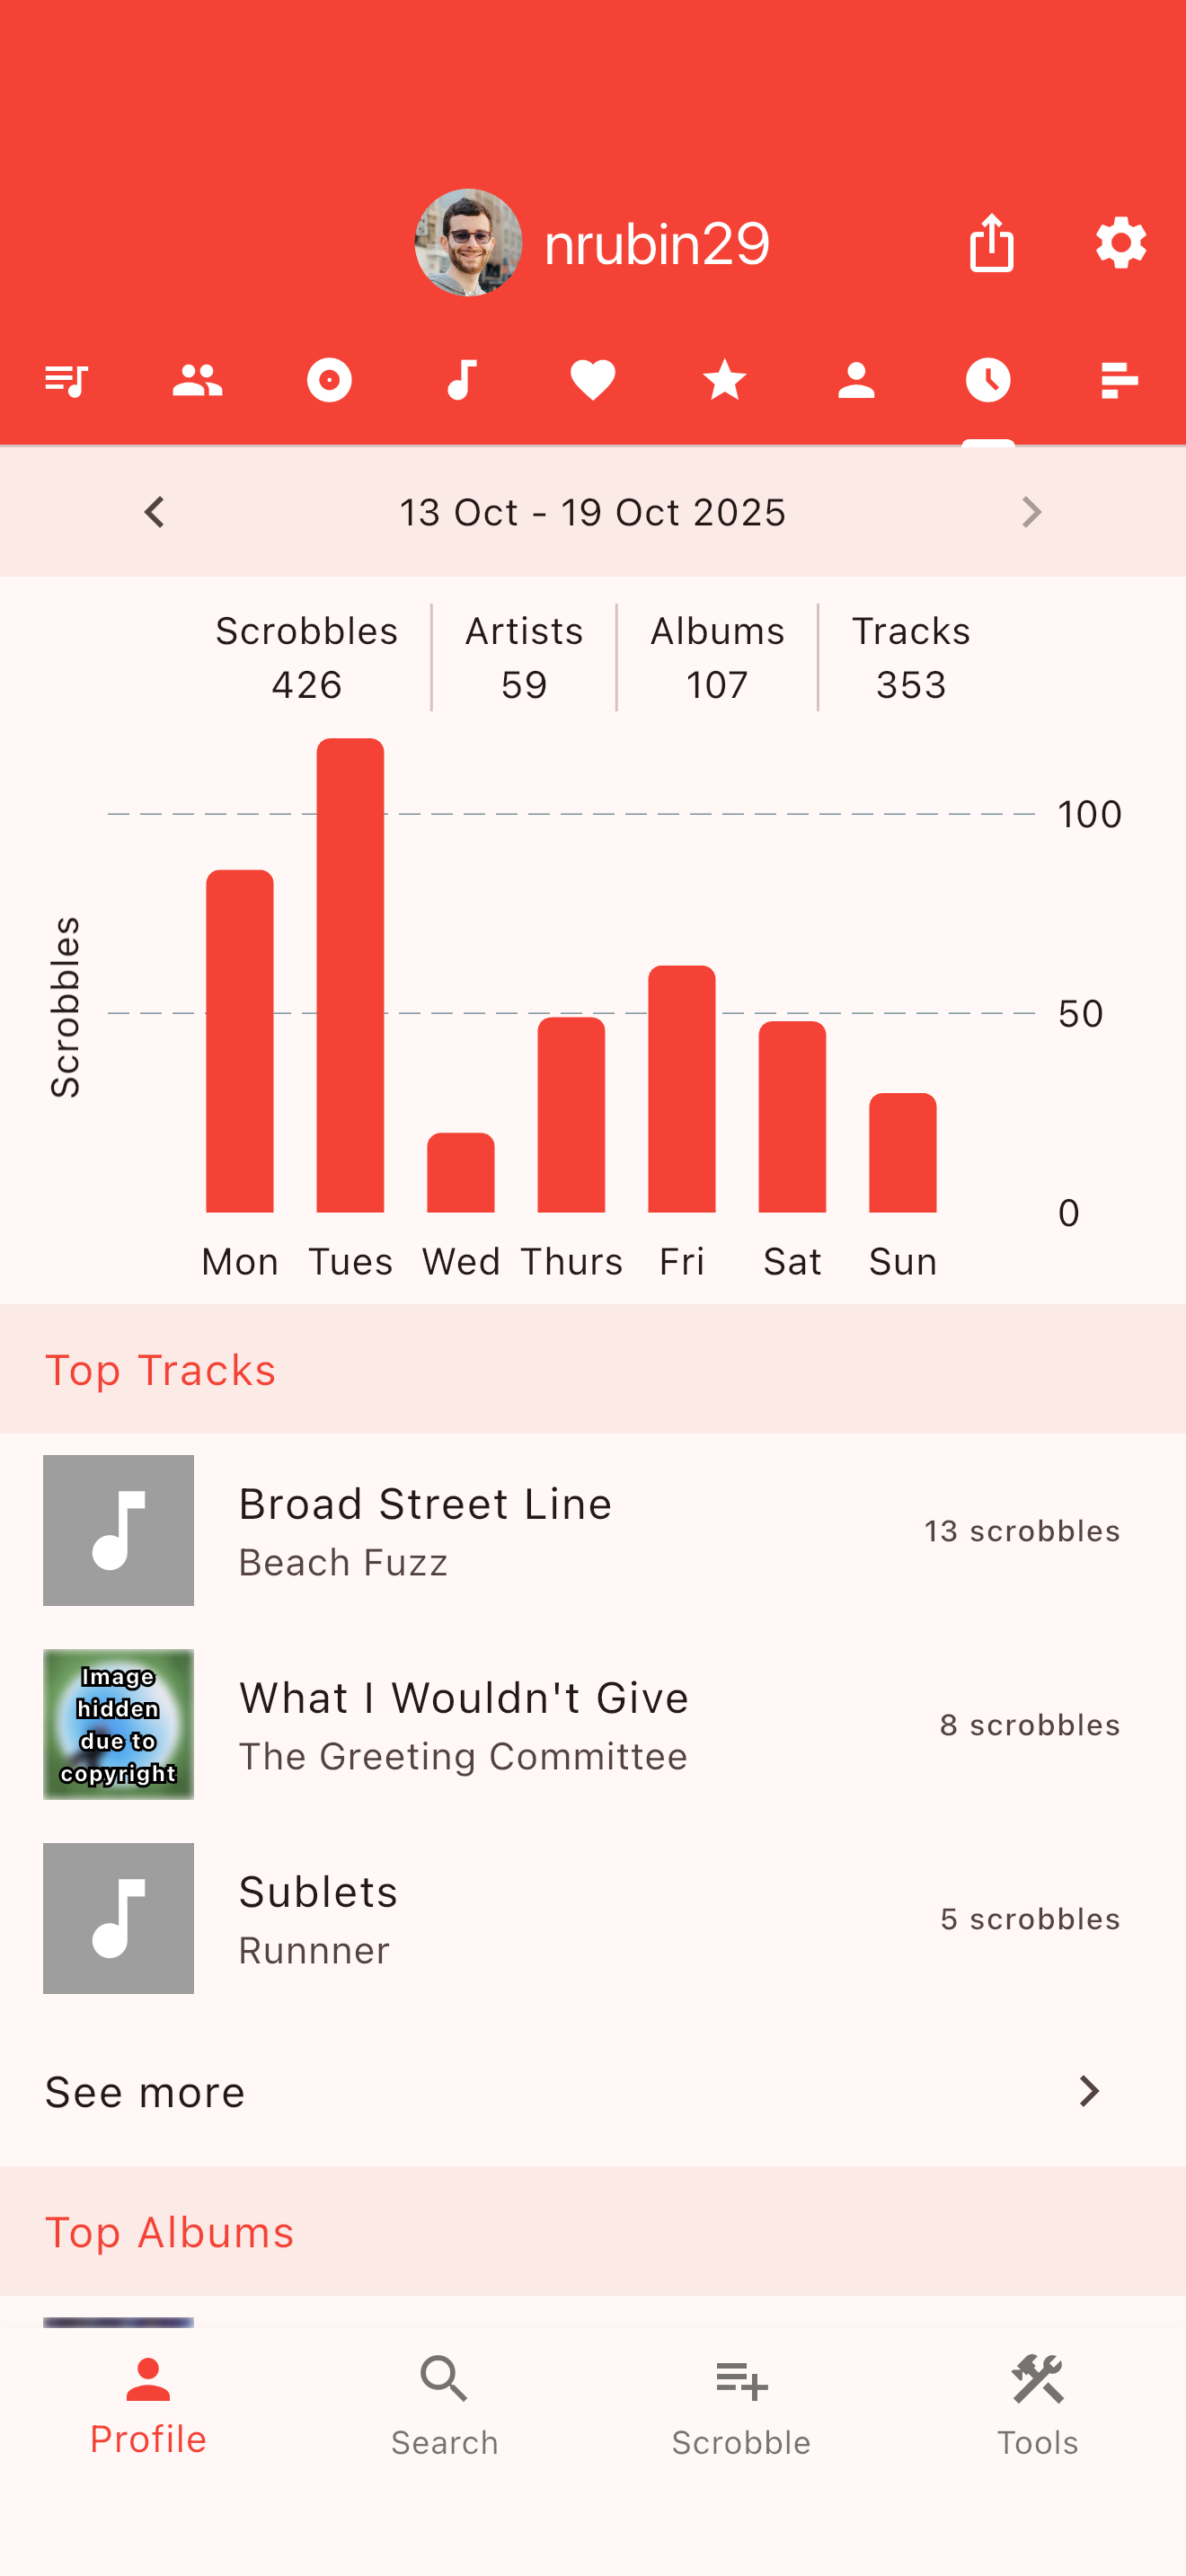 nrubin29
13 Oct - 19 Oct 2025
Scrobbles
426
Artists
59
Albums
107
Tracks
353
Scrobbles
100
50
0
Mon Tues Wed Thurs Fri Sat Sun
Top Tracks
Broad Street Line
Beach Fuzz
13 scrobbles
Image
hidden
due to
copyright
What I Wouldn't Give
The Greeting Committee
8 scrobbles
Sublets
Runnner
5 scrobbles
See more
Top Albums
Profile
Search
Scrobble
Tools